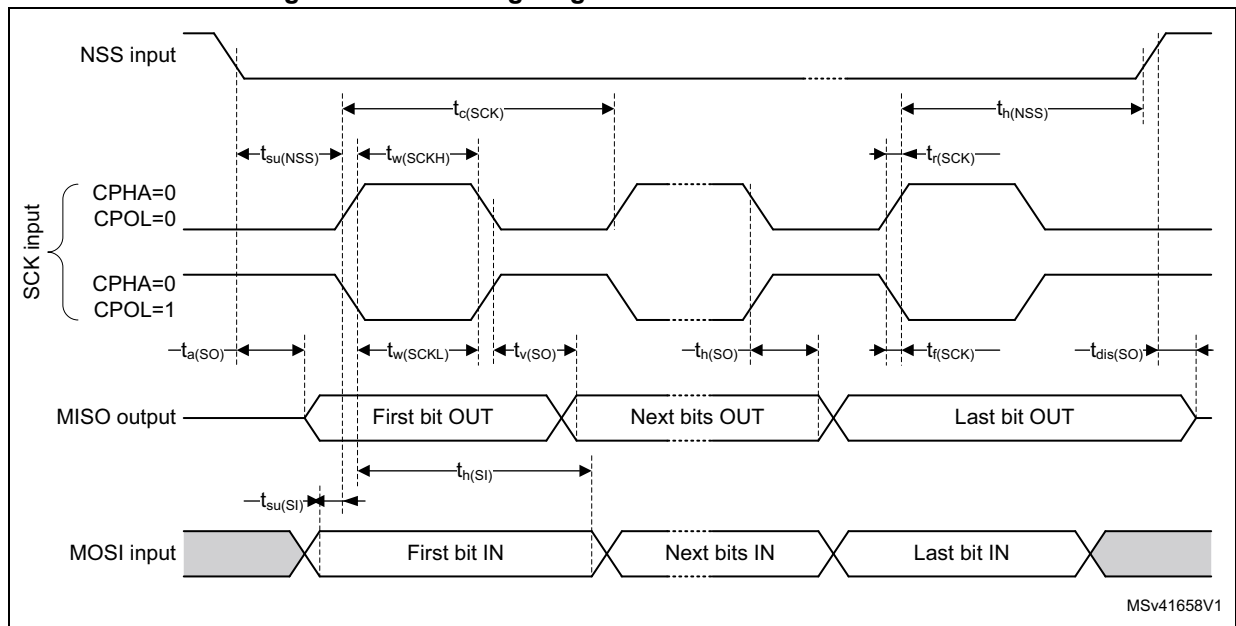 NSS input
tc(SCK)
th(NSS)
tsu(NSS)
tw(SCKH)
tr(SCK)
SCK input
CPHA=0
CPOL=0
CPHA=0
CPOL=1
ta(SO)
tw(SCKL)
tv(SO)
th(SO)
tf(SCK)
tdis(SO)
MISO output
First bit OUT
Next bits OUT
Last bit OUT
th(SI)
tsu(SI)
MOSI input
First bit IN
Next bits IN
Last bit IN
MSv41658V1